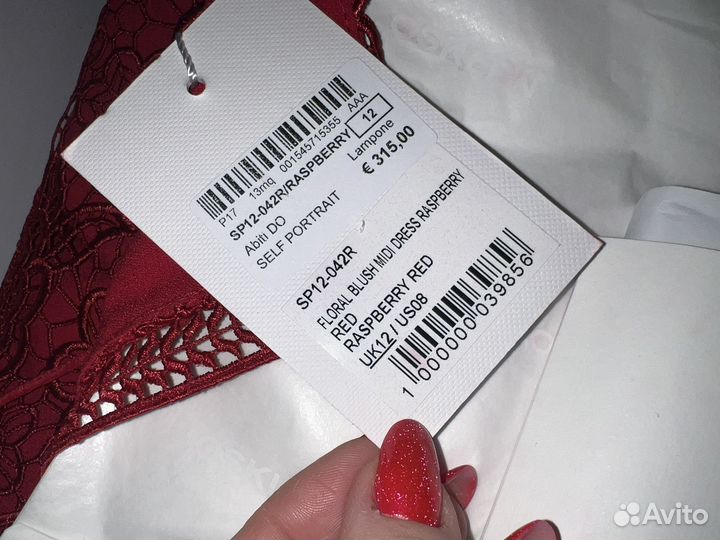 P17 13mq 001545715355 AAA
SP12-042R/RASPBERRY 12
Abiti DO Lampone
SELF PORTRAIT € 315,00
SP12-042R
FLORAL BLUSH MIDI DRESS RASPBERRY
RED
RASPBERRY RED
UK12 / US08
1 000000 039856
Avito